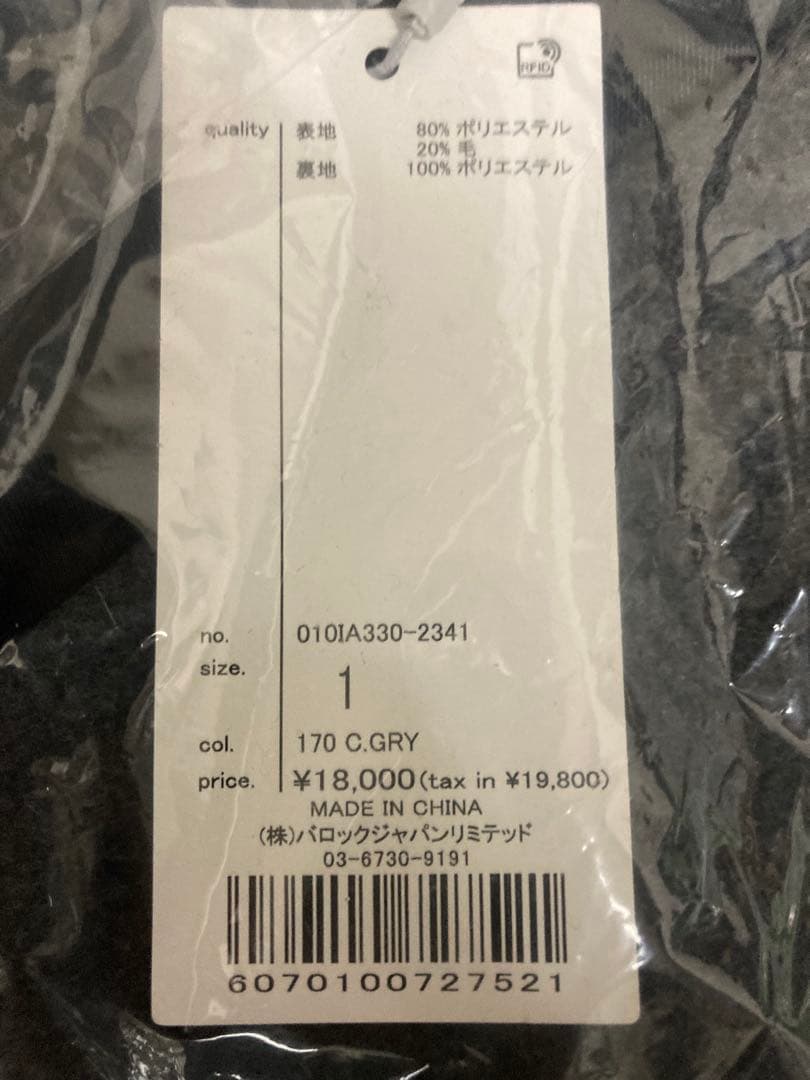 RFID
quality 表地 80% ポリエステル
20% 毛
裏地 100% ポリエステル
no. 010IA330-2341
size. 1
col. 170 C.GRY
price. ¥18,000(tax in ¥19,800)
MADE IN CHINA
(株)バロックジャパンリミテッド
03-6730-9191
6070100727521